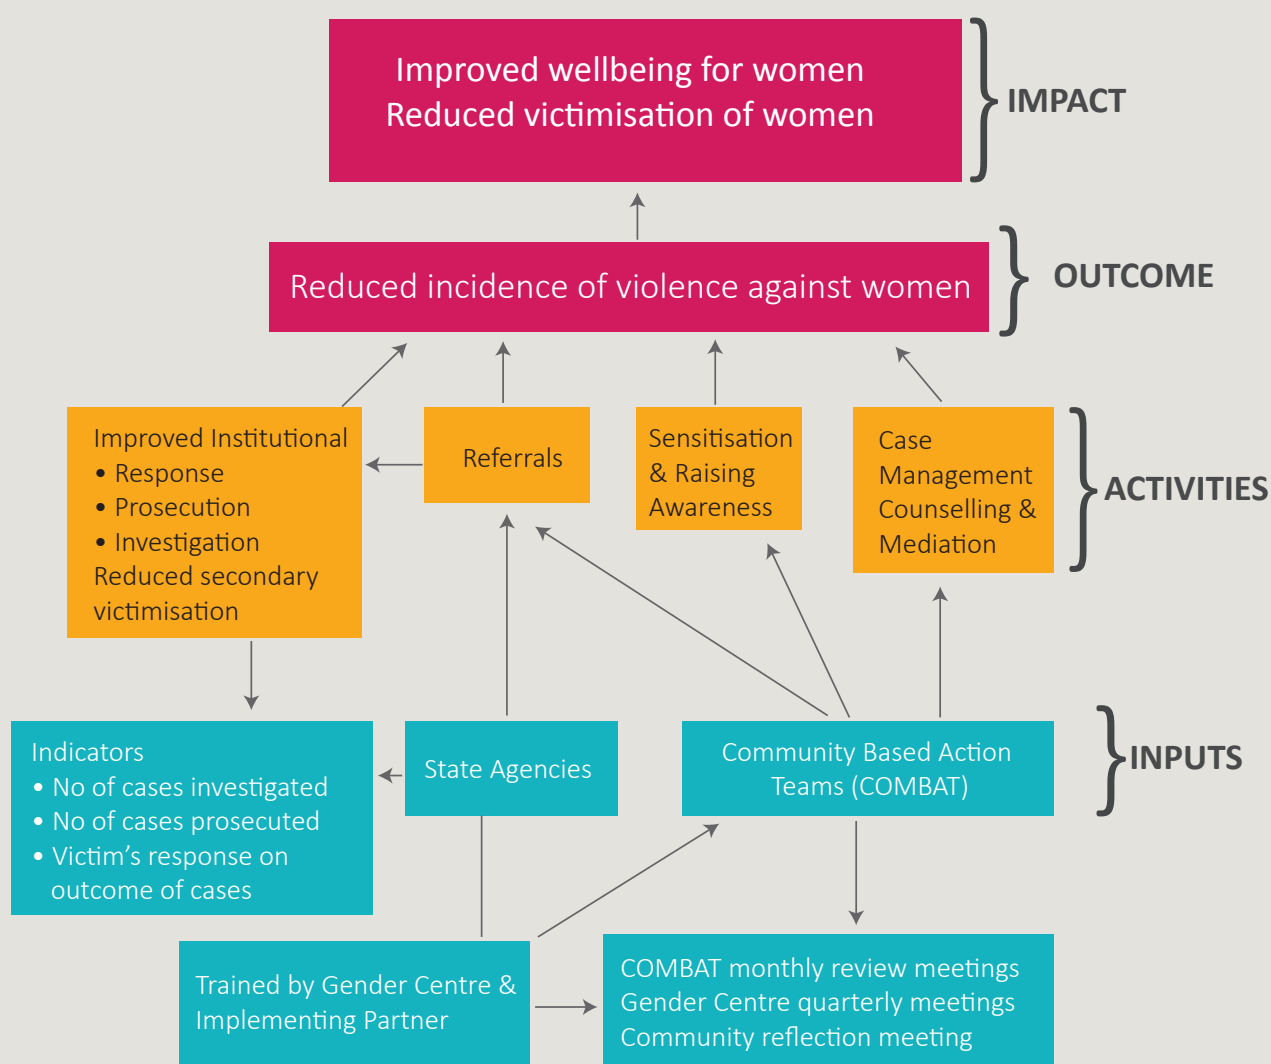 Improved wellbeing for women
Reduced victimisation of women
IMPACT
Reduced incidence of violence against women
OUTCOME
Improved Institutional
• Response
• Prosecution
• Investigation
Reduced secondary
victimisation
Referrals
Sensitisation
& Raising
Awareness
Case
Management
Counselling &
Mediation
ACTIVITIES
Indicators
• No of cases investigated
• No of cases prosecuted
• Victim’s response on
outcome of cases
State Agencies
Community Based Action
Teams (COMBAT)
INPUTS
Trained by Gender Centre &
Implementing Partner
COMBAT monthly review meetings
Gender Centre quarterly meetings
Community reflection meeting